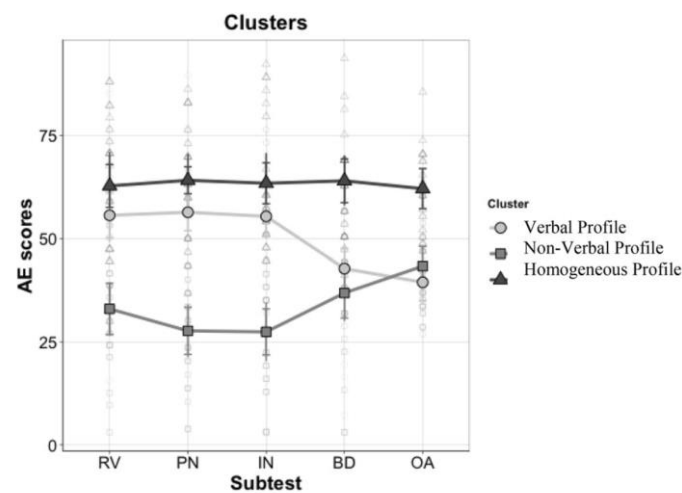 Clusters
75
50
25
0
AE scores
RV PN IN BD OA
Subtest
Cluster
Verbal Profile
Non-Verbal Profile
Homogeneous Profile